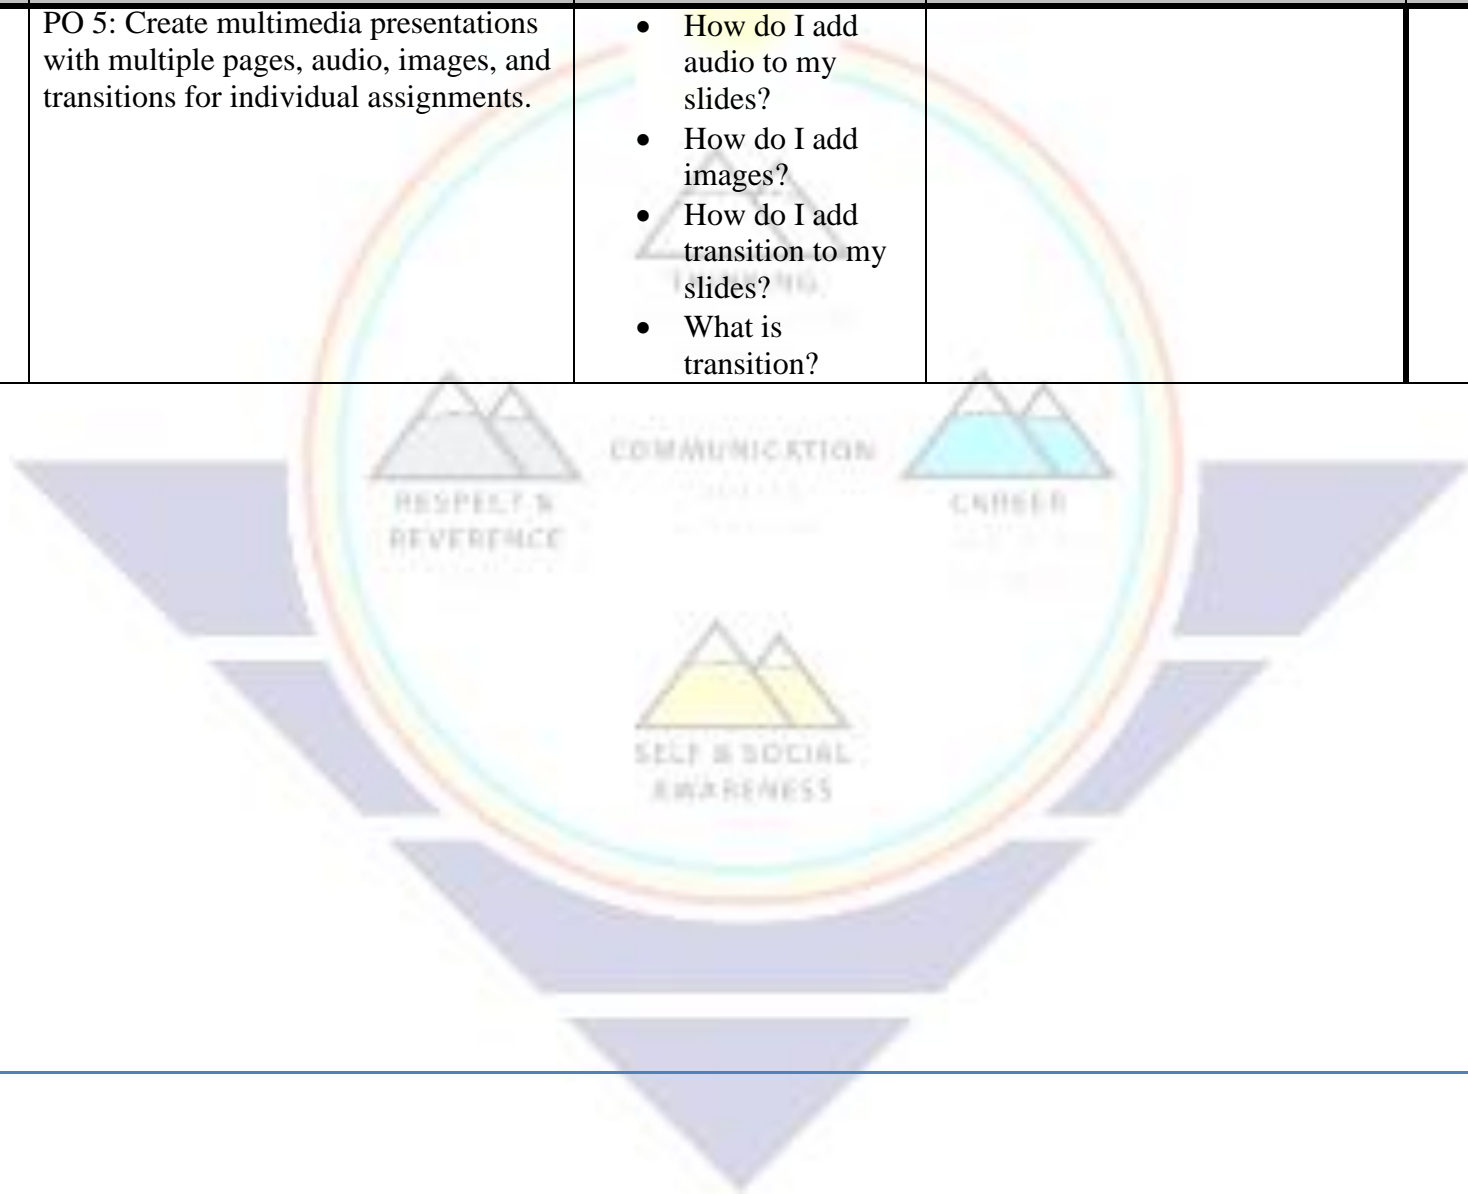 PO 5: Create multimedia presentations
with multiple pages, audio, images, and
transitions for individual assignments.
• How do I add
audio to my
slides?
• How do I add
images?
• How do I add
transition to my
slides?
• What is
transition?
RESPECT &
REVERENCE
COMMUNICATION
CAREER
SELF & SOCIAL
AWARENESS